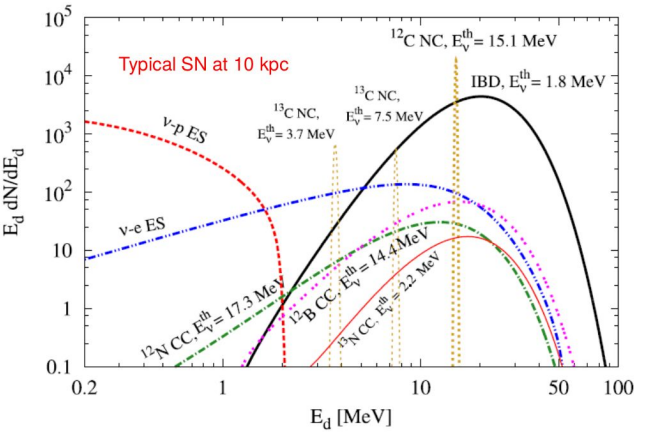 10⁵
10⁴
10³
10²
10
1
0.1
E_d dN/dE_d
Typical SN at 10 kpc
¹²C NC, E_ν^th = 15.1 MeV
IBD, E_ν^th = 1.8 MeV
¹³C NC,
E_ν^th = 3.7 MeV
¹³C NC,
E_ν^th = 7.5 MeV
ν-p ES
ν-e ES
¹²N CC, E_ν^th = 17.3 MeV
¹²B CC, E_ν^th = 14.4 MeV
¹³N CC, E_ν^th = 2.2 MeV
0.2 1 10 50 100
E_d [MeV]